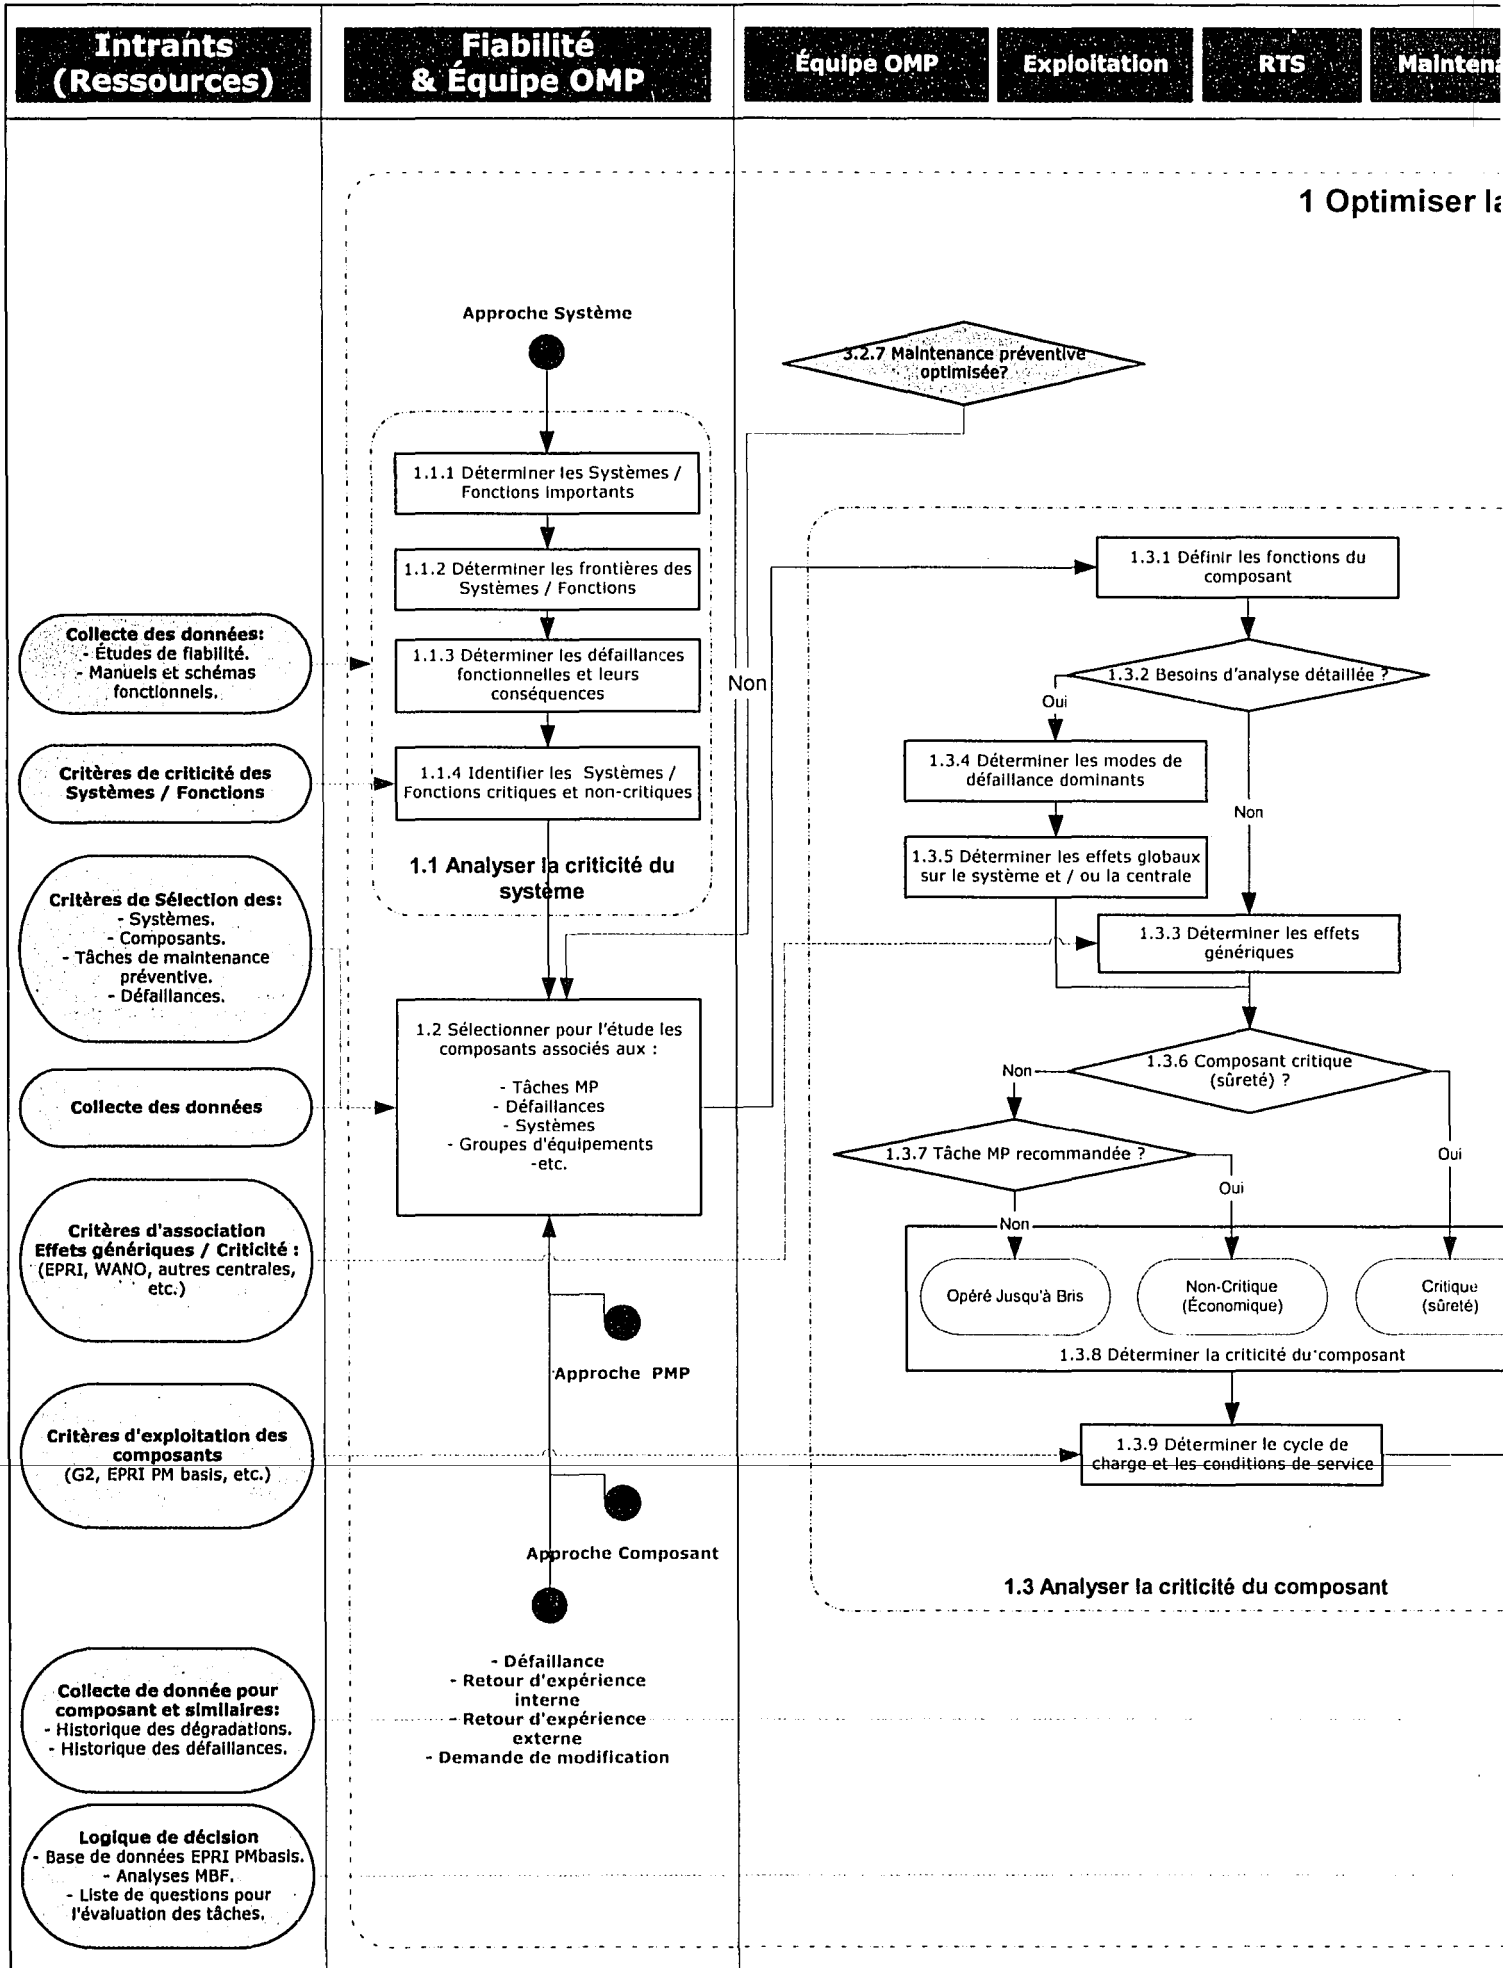 Intrants
(Ressources)
Fiabilité
& Équipe OMP
Équipe OMP
Exploitation
RTS
Maintena
1 Optimiser la
Approche Système
3.2.7 Maintenance préventive
optimisée?
1.1.1 Déterminer les Systèmes /
Fonctions importants
1.1.2 Déterminer les frontières des
Systèmes / Fonctions
1.1.3 Déterminer les défaillances
fonctionnelles et leurs
conséquences
1.1.4 Identifier les Systèmes /
Fonctions critiques et non-critiques
1.1 Analyser la criticité du
système
Non
Collecte des données:
- Études de fiabilité.
- Manuels et schémas
fonctionnels.
Critères de criticité des
Systèmes / Fonctions
Critères de Sélection des:
- Systèmes.
- Composants.
- Tâches de maintenance
préventive.
- Défaillances.
Collecte des données
Critères d'association
Effets génériques / Criticité :
(EPRI, WANO, autres centrales,
etc.)
Critères d'exploitation des
composants
(G2, EPRI PM basis, etc.)
Collecte de donnée pour
composant et similaires:
- Historique des dégradations.
- Historique des défaillances.
Logique de décision
- Base de données EPRI PMbasis.
- Analyses MBF.
- Liste de questions pour
l'évaluation des tâches.
1.2 Sélectionner pour l'étude les
composants associés aux :
- Tâches MP
- Défaillances
- Systèmes
- Groupes d'équipements
-etc.
Approche PMP
Approche Composant
- Défaillance
- Retour d'expérience
interne
- Retour d'expérience
externe
- Demande de modification
1.3.1 Définir les fonctions du
composant
1.3.2 Besoins d'analyse détaillée ?
Oui
Non
1.3.4 Déterminer les modes de
défaillance dominants
1.3.5 Déterminer les effets globaux
sur le système et / ou la centrale
1.3.3 Déterminer les effets
génériques
1.3.6 Composant critique
(sûreté) ?
Non
Oui
1.3.7 Tâche MP recommandée ?
Oui
Non
Opéré Jusqu'à Bris
Non-Critique
(Économique)
Critique
(sûreté)
1.3.8 Déterminer la criticité du composant
1.3.9 Déterminer le cycle de
charge et les conditions de service
1.3 Analyser la criticité du composant